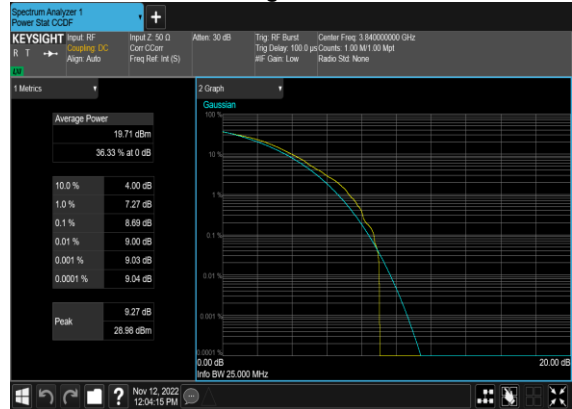 Spectrum Analyzer 1
Power Stat CCDF
+
KEYSIGHT
R T
LXI
Input: RF
Coupling: DC
Align: Auto
Input Z: 50 Ω
Corr CCorr
Freq Ref: Int (S)
Atten: 30 dB
Trig: RF Burst
Trig Delay: 100.0 µs
#IF Gain: Low
Center Freq: 3.840000000 GHz
Counts: 1.00 M/1.00 Mpt
Radio Std: None
1 Metrics
Average Power
19.71 dBm
36.33 % at 0 dB
10.0 % 4.00 dB
1.0 % 7.27 dB
0.1 % 8.69 dB
0.01 % 9.00 dB
0.001 % 9.03 dB
0.0001 % 9.04 dB
Peak
9.27 dB
28.98 dBm
2 Graph
Gaussian
100 %
10 %
1 %
0.1 %
0.01 %
0.001 %
0.0001 %
0.00 dB 20.00 dB
Info BW 25.000 MHz
?
Nov 12, 2022
12:04:15 PM